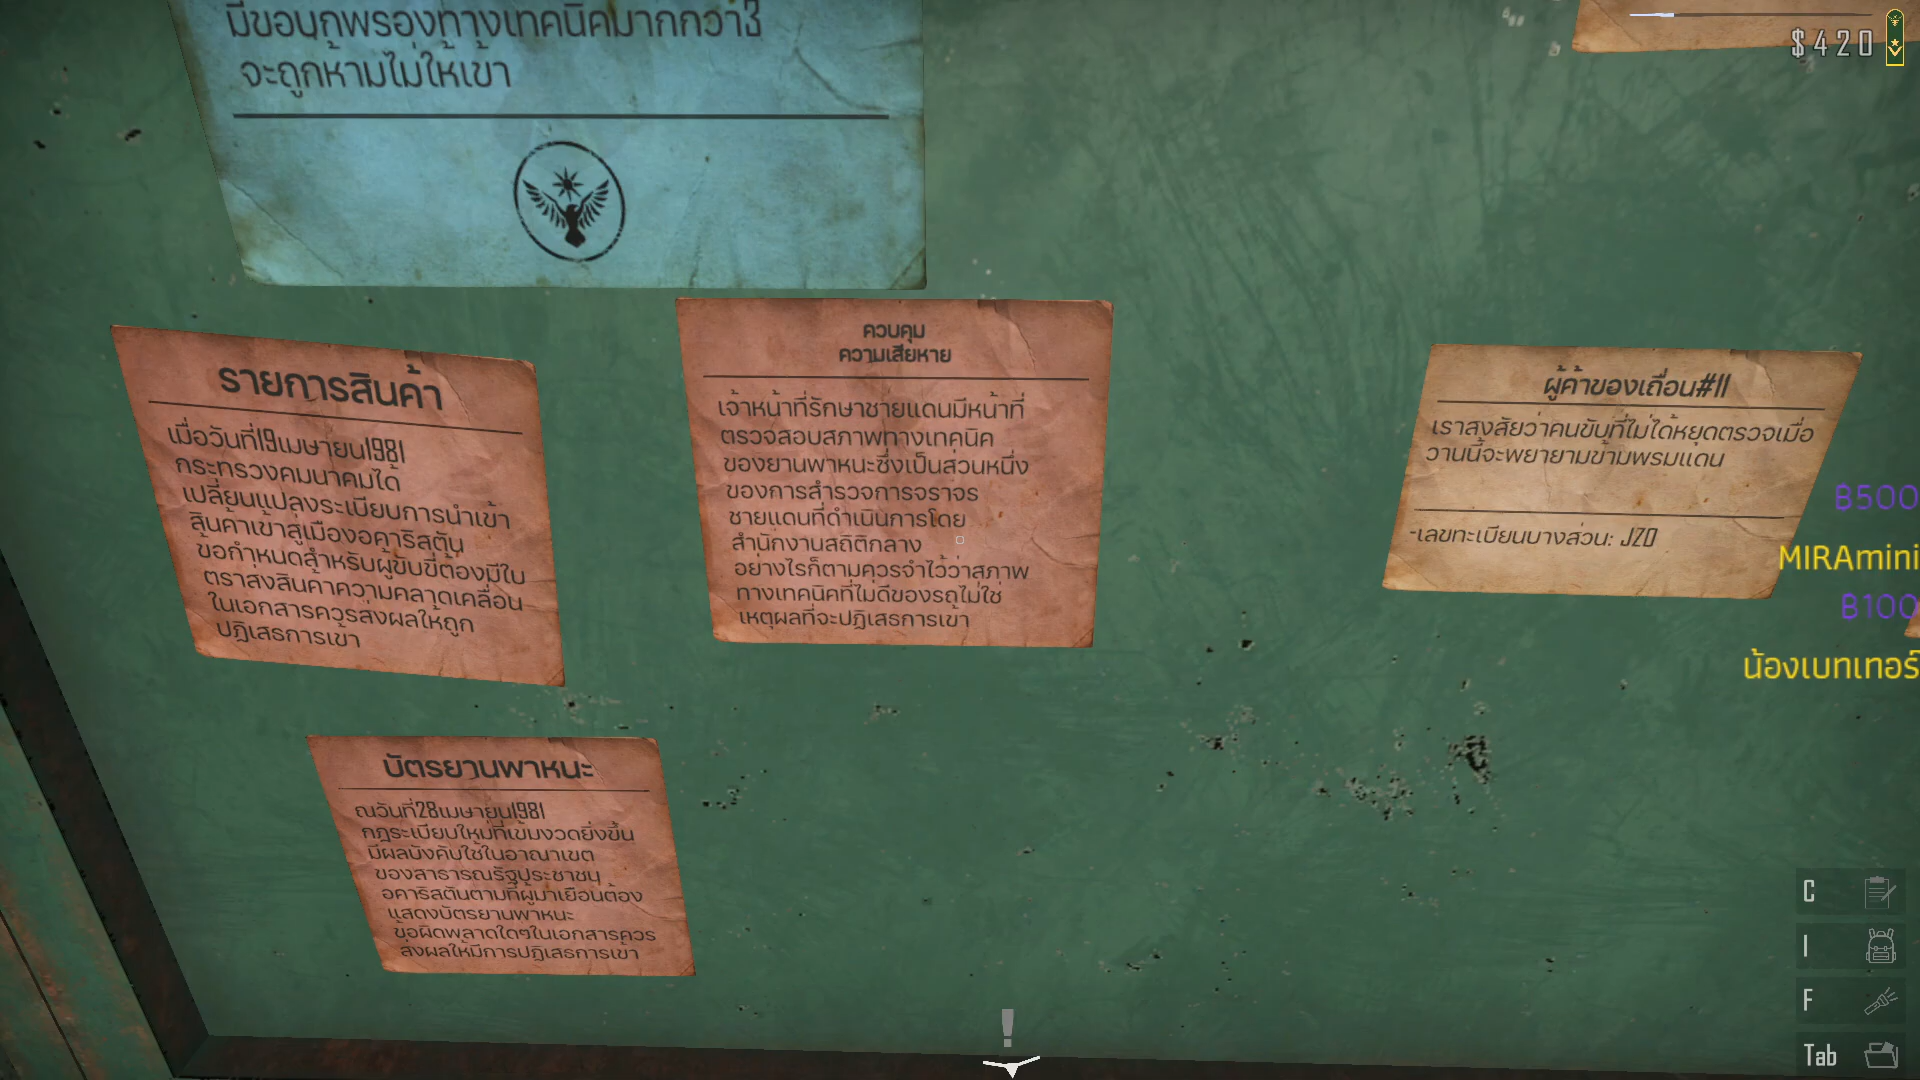 มีข้อบกพร่องทางเทคนิคมากกว่า3
จะถูกห้ามไม่ให้เข้า
$420
รายการสินค้า
เมื่อวันที่19เมษายน1981
กระทรวงคมนาคมได้
เปลี่ยนแปลงระเบียบการนำเข้า
สินค้าเข้าสู่เมืองอคาริสตัน
ข้อกำหนดสำหรับผู้ขับขี่ต้องมีใบ
ตราส่งสินค้าความคลาดเคลื่อน
ในเอกสารควรส่งผลให้ถูก
ปฏิเสธการเข้า
ควบคุม
ความเสียหาย
เจ้าหน้าที่รักษาชายแดนมีหน้าที่
ตรวจสอบสภาพทางเทคนิค
ของยานพาหนะซึ่งเป็นส่วนหนึ่ง
ของการสำรวจการจราจร
ชายแดนที่ดำเนินการโดย
สำนักงานสถิติกลาง
อย่างไรก็ตามควรจำไว้ว่าสภาพ
ทางเทคนิคที่ไม่ดีของรถไม่ใช่
เหตุผลที่จะปฏิเสธการเข้า
ผู้ค้าของเถื่อน#11
เราสงสัยว่าคนขับที่ไม่ได้หยุดตรวจเมื่อ
วานนี้จะพยายามข้ามพรมแดน
-เลขทะเบียนบางส่วน: JZO
฿500
MIRAmini
฿100
น้องเบทเทอร์
บัตรยานพาหนะ
ณวันที่28เมษายน1981
กฎระเบียบใหม่ที่เข้มงวดยิ่งขึ้น
มีผลบังคับใช้ในอาณาเขต
ของสาธารณรัฐประชาชน
อคาริสตันตามที่ผู้มาเยือนต้อง
แสดงบัตรยานพาหนะ
ข้อผิดพลาดใดๆในเอกสารควร
ส่งผลให้มีการปฏิเสธการเข้า
C
I
F
Tab